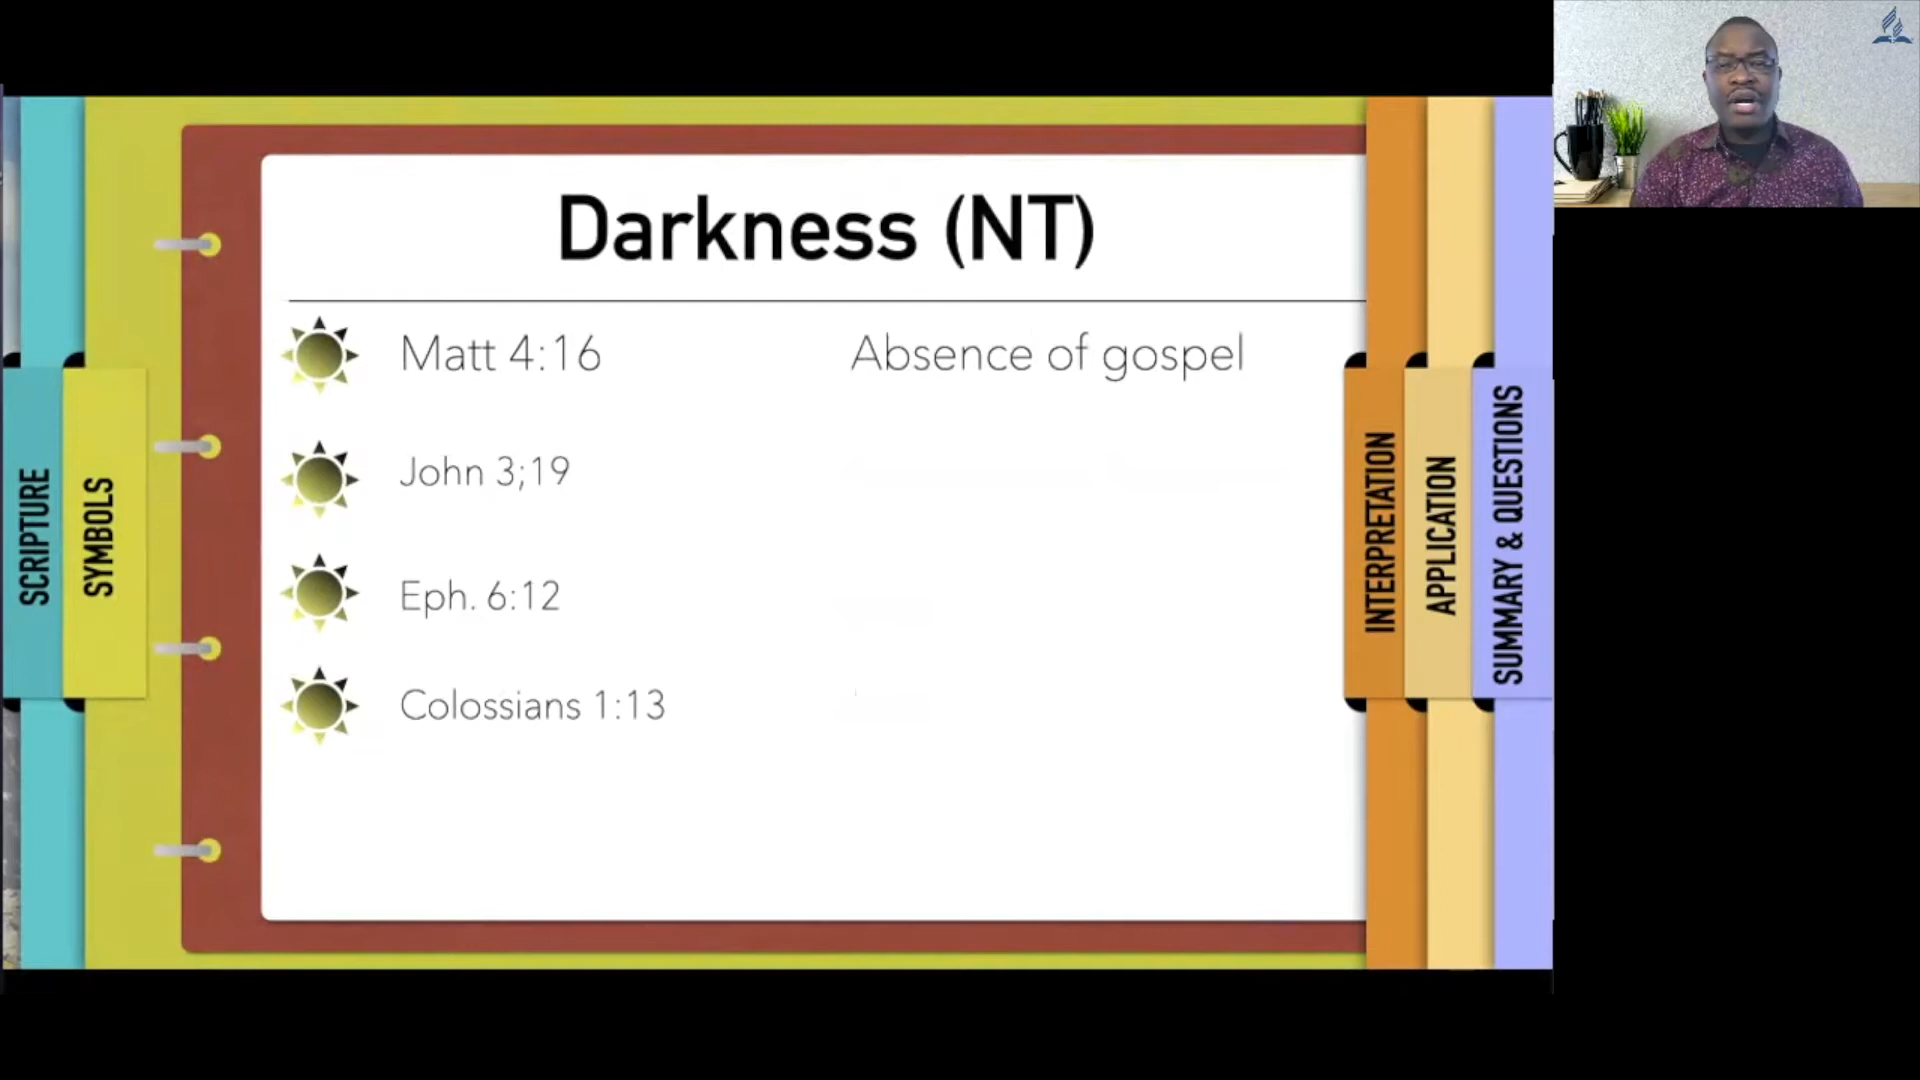 Darkness (NT)
Matt 4:16
Absence of gospel
John 3;19
Eph. 6:12
Colossians 1:13
SCRIPTURE
SYMBOLS
INTERPRETATION
APPLICATION
SUMMARY & QUESTIONS